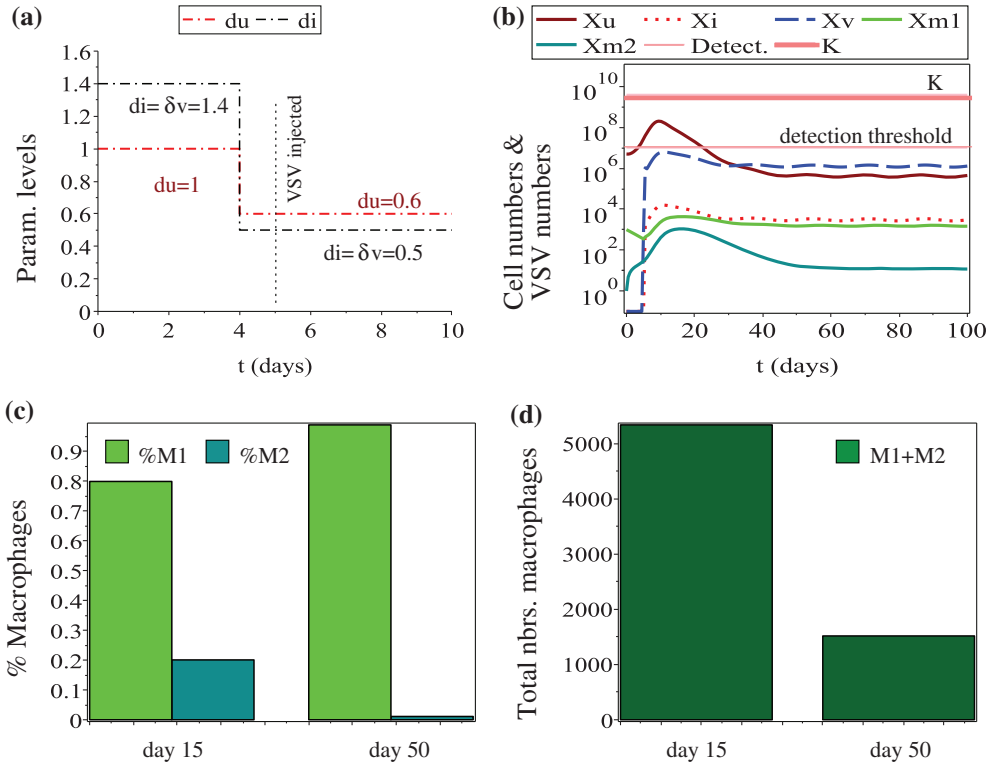 (a)
du di
Param. levels
1.6
1.4
1.2
1
0.8
0.6
0.4
0.2
0
di= δv=1.4
du=1
VSV injected
du=0.6
di= δv=0.5
0 2 4 6 8 10
t (days)
(b)
Xu Xi Xv Xm1
Xm2 Detect. K
Cell numbers &
VSV numbers
10^10
10^8
10^6
10^4
10^2
10^0
K
detection threshold
0 20 40 60 80 100
t (days)
(c)
%M1 %M2
% Macrophages
0.9
0.8
0.7
0.6
0.5
0.4
0.3
0.2
0.1
0
day 15 day 50
(d)
M1+M2
Total nbrs. macrophages
5000
4000
3000
2000
1000
0
day 15 day 50